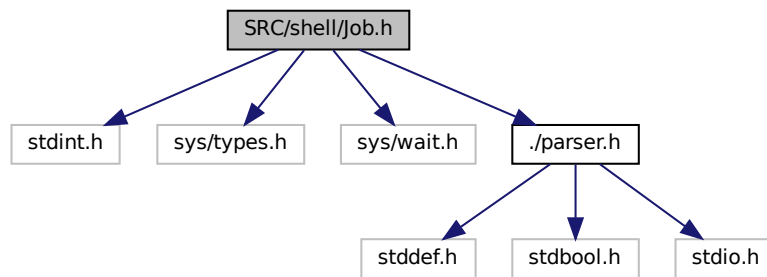 SRC/shell/Job.h
stdint.h
sys/types.h
sys/wait.h
./parser.h
stddef.h
stdbool.h
stdio.h